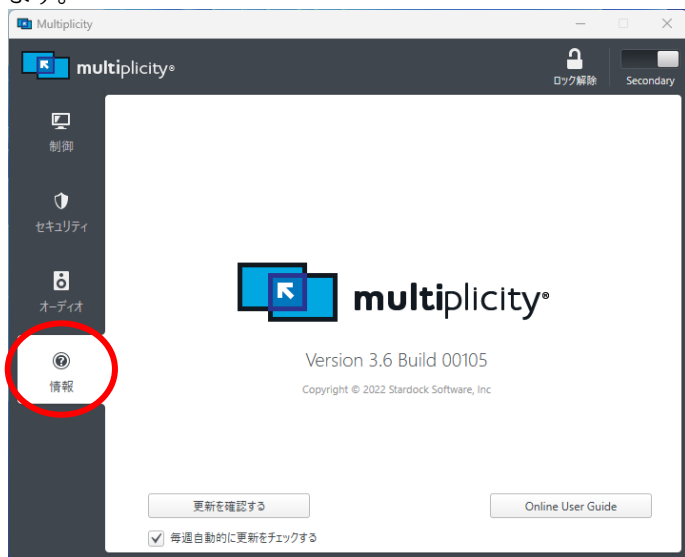 ます。
Multiplicity
multiplicity®
ロック解除
Secondary
制御
セキュリティ
オーディオ
情報
multiplicity®
Version 3.6 Build 00105
Copyright © 2022 Stardock Software, Inc
更新を確認する
Online User Guide
毎週自動的に更新をチェックする